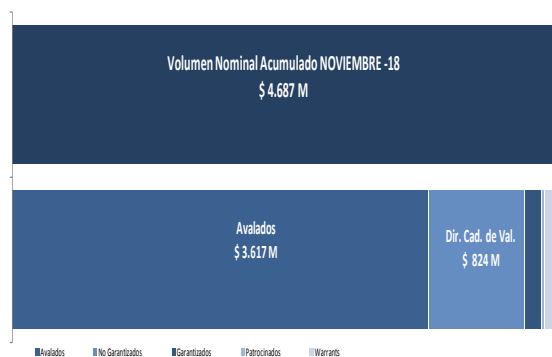 Volumen Nominal Acumulado NOVIEMBRE -18
$ 4.687 M
Avalados
$ 3.617 M
Dir. Cad. de Val.
$ 824 M
Avalados No Garantizados Garantizados Patrocinados Warrants